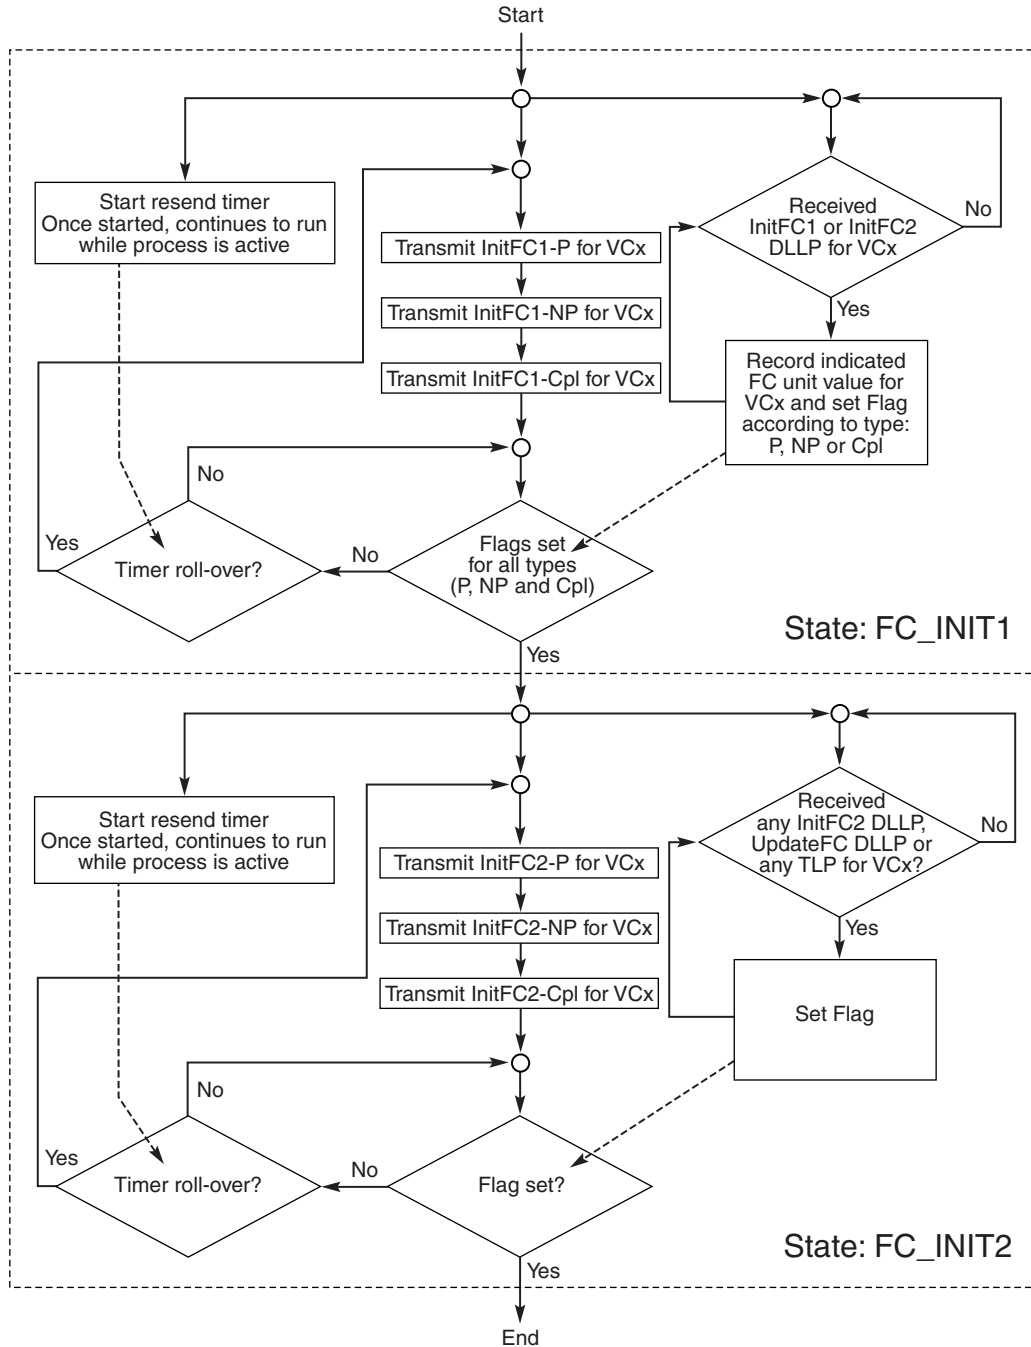 Start
Start resend timer
Once started, continues to run
while process is active
Received
InitFC1 or InitFC2
DLLP for VCx
No
Transmit InitFC1-P for VCx
Transmit InitFC1-NP for VCx
Transmit InitFC1-Cpl for VCx
Yes
Record indicated
FC unit value for
VCx and set Flag
according to type:
P, NP or Cpl
No
Yes
Timer roll-over?
No
Flags set
for all types
(P, NP and Cpl)
State: FC_INIT1
Yes
Start resend timer
Once started, continues to run
while process is active
Received
any InitFC2 DLLP,
UpdateFC DLLP or
any TLP for VCx?
No
Transmit InitFC2-P for VCx
Transmit InitFC2-NP for VCx
Transmit InitFC2-Cpl for VCx
Yes
Set Flag
No
Yes
Timer roll-over?
No
Flag set?
State: FC_INIT2
Yes
End